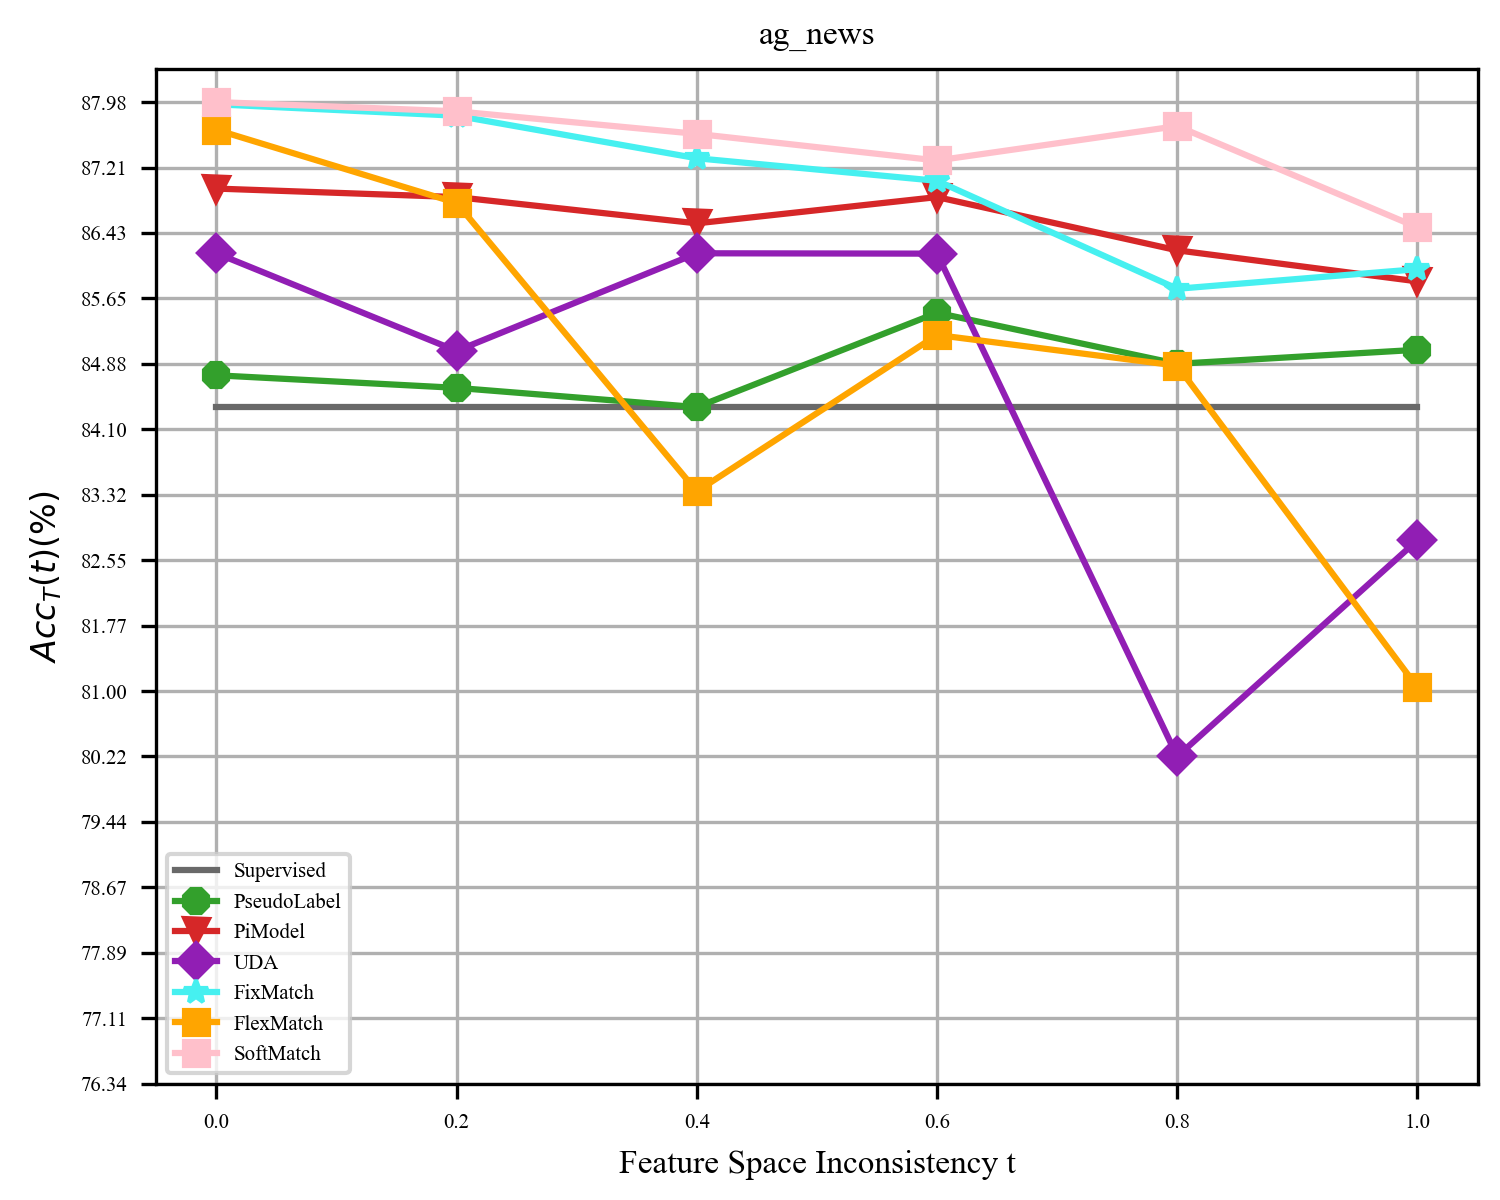 ag_news
87.98
87.21
86.43
85.65
84.88
84.10
83.32
82.55
81.77
81.00
80.22
79.44
78.67
77.89
77.11
76.34
Acc_T(t)(%)
Supervised
PseudoLabel
PiModel
UDA
FixMatch
FlexMatch
SoftMatch
0.0 0.2 0.4 0.6 0.8 1.0
Feature Space Inconsistency t